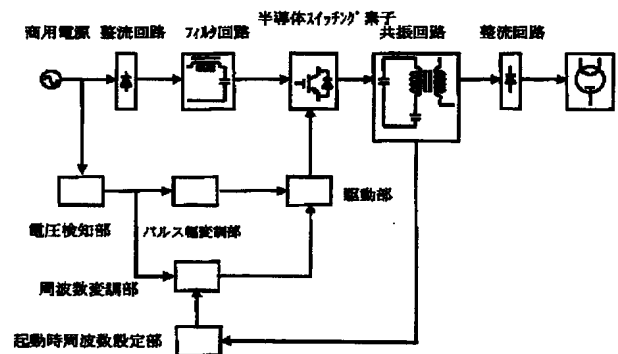 半導体スイッチング素子
商用電源 整流回路 フィルタ回路 共振回路 整流回路
駆動部
電圧検知部 パルス幅変調部
周波数変調部
起動時周波数設定部